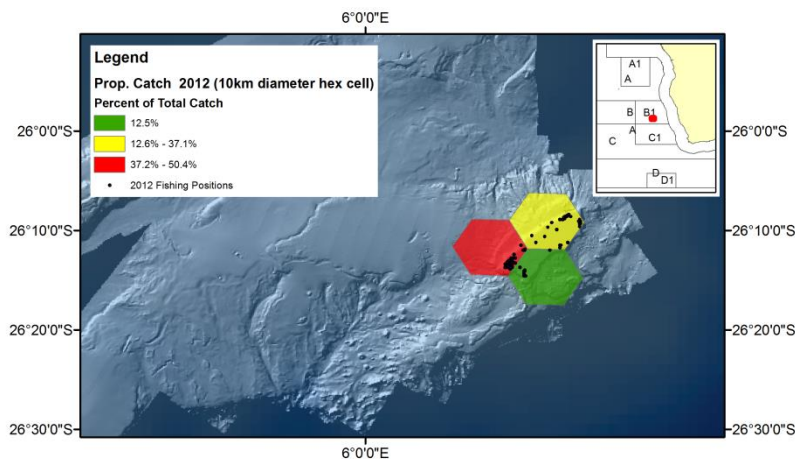 6°0'0"E
Legend
Prop. Catch 2012 (10km diameter hex cell)
Percent of Total Catch
12.5%
12.6% - 37.1%
37.2% - 50.4%
2012 Fishing Positions
A1
A
B B1
A
C C1
D
D1
26°0'0"S 26°0'0"S
26°10'0"S 26°10'0"S
26°20'0"S 26°20'0"S
26°30'0"S 26°30'0"S
6°0'0"E